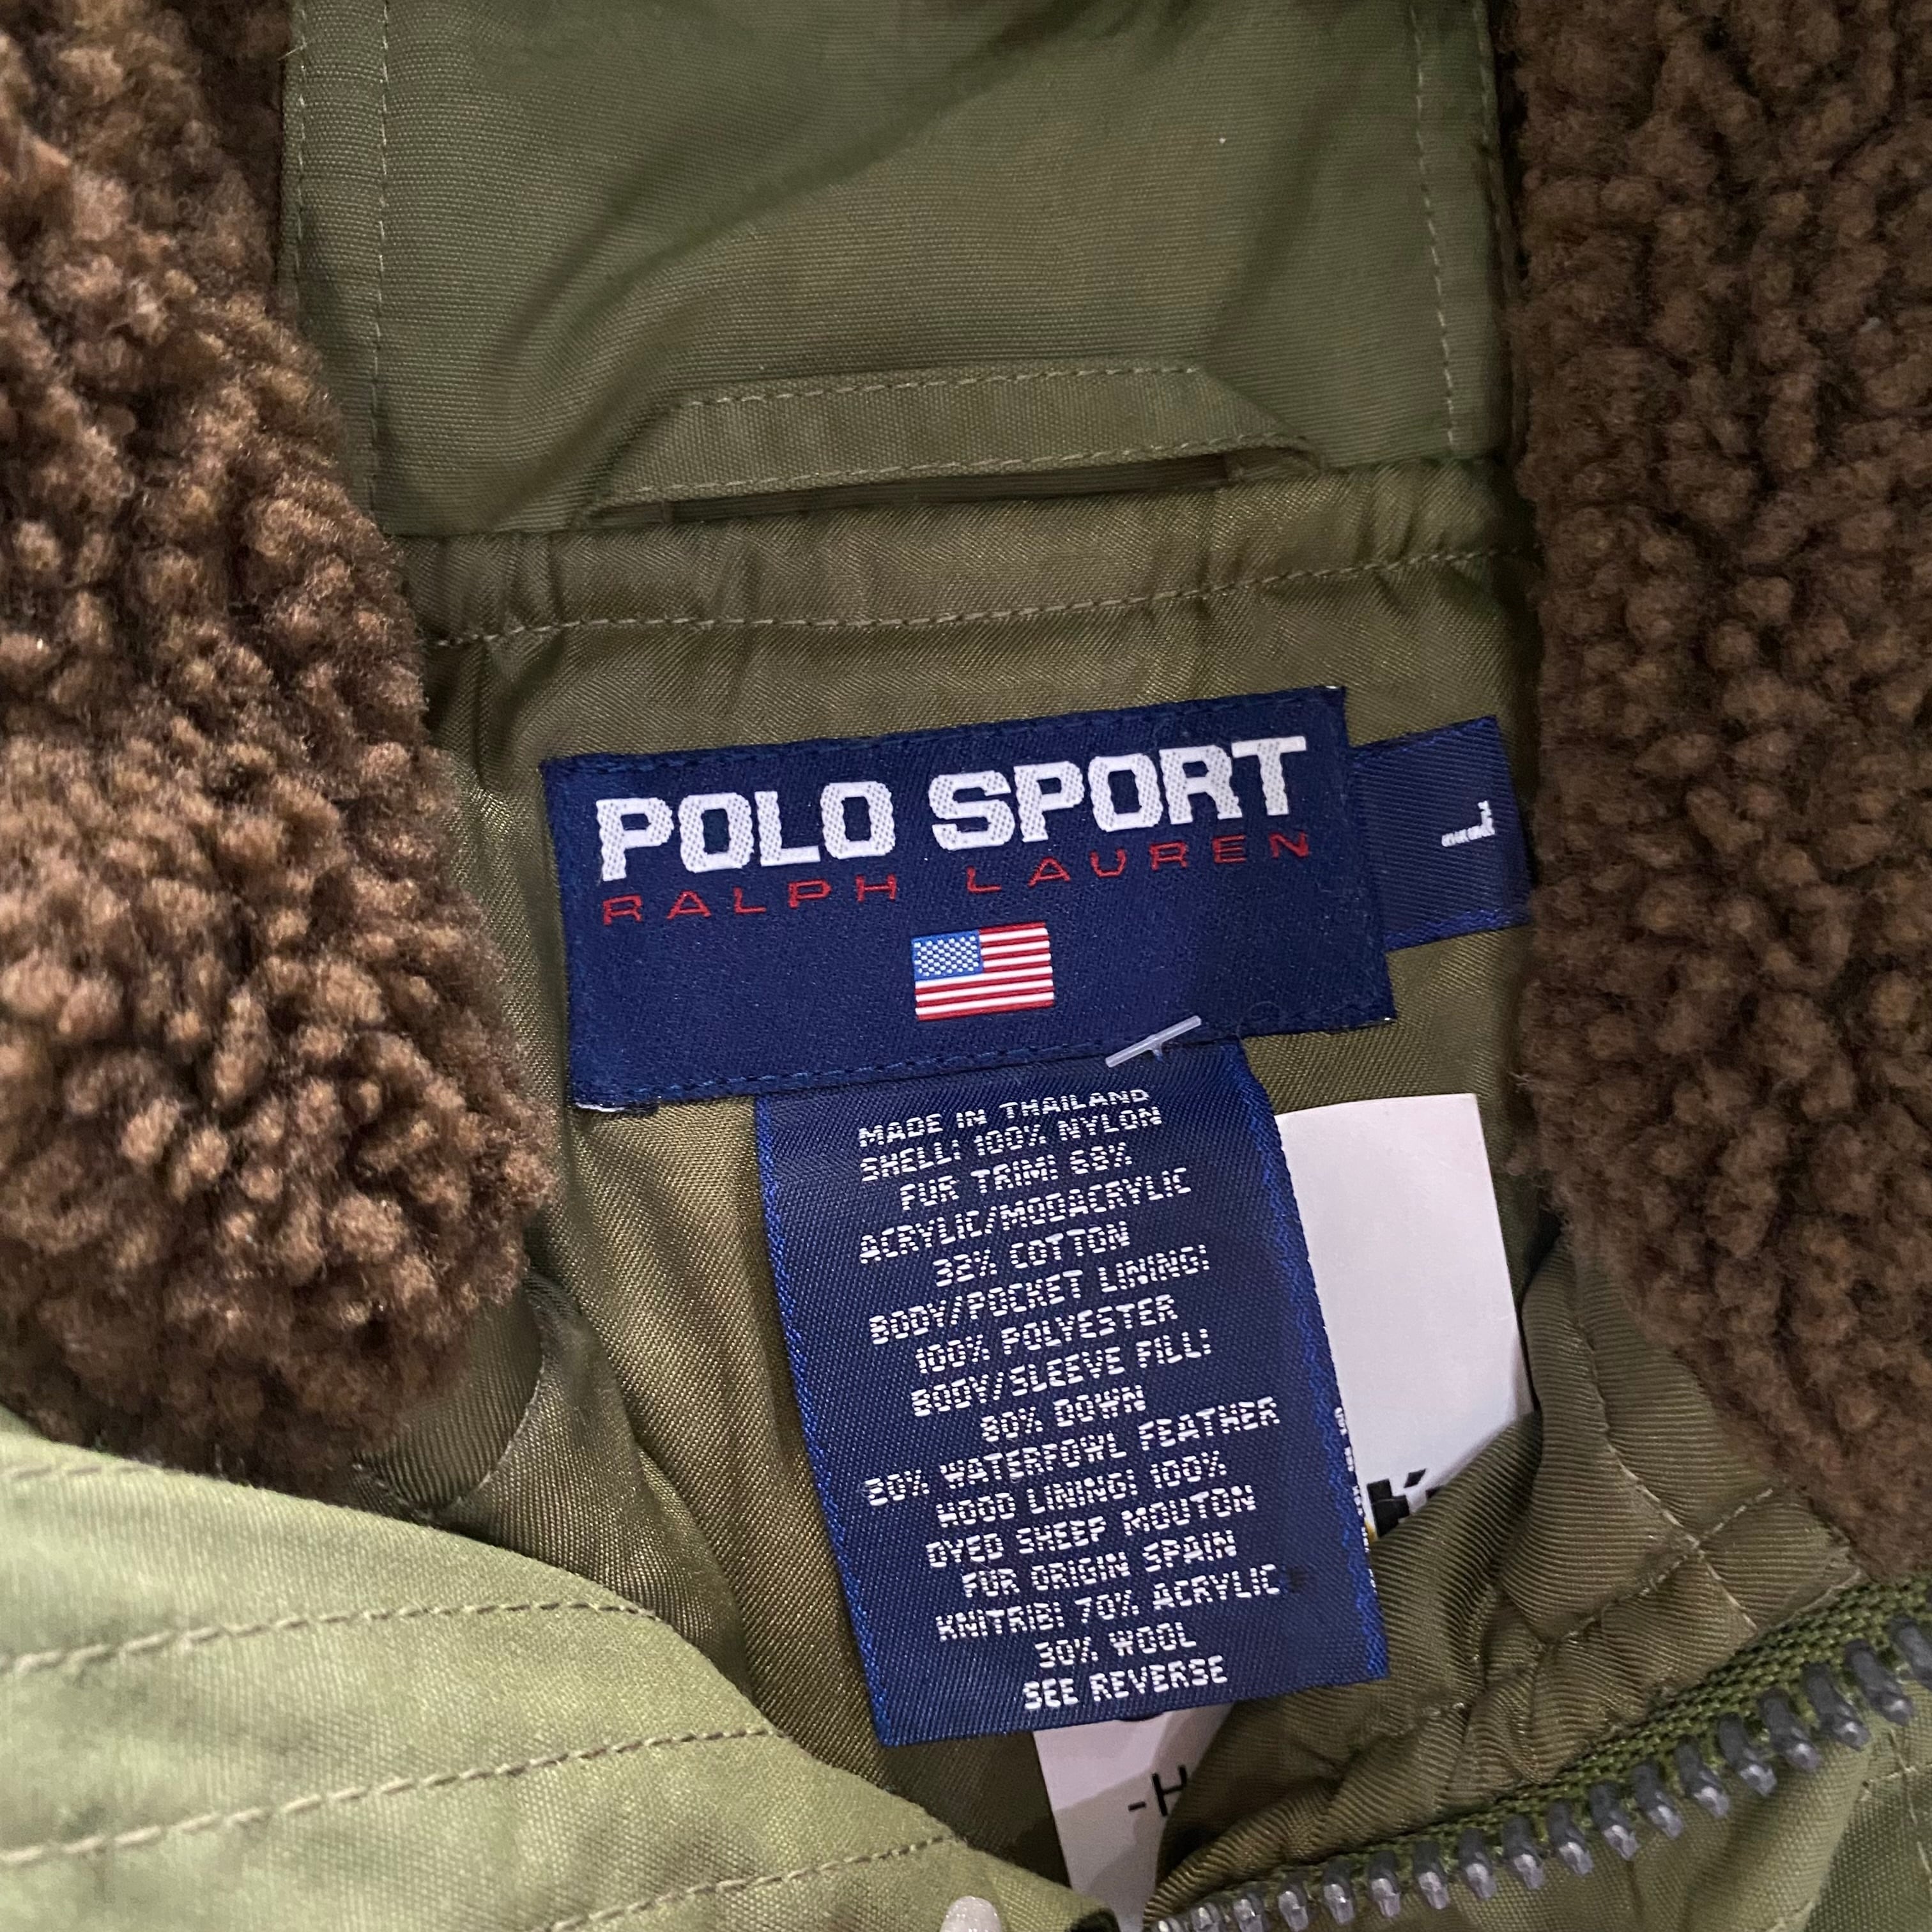 POLO SPORT
RALPH LAUREN
L
MADE IN THAILAND
SHELL: 100% NYLON
FUR TRIM: 68%
ACRYLIC/MODACRYLIC
32% COTTON
BODY/POCKET LINING:
100% POLYESTER
BODY/SLEEVE FILL:
80% DOWN
20% WATERFOWL FEATHER
HOOD LINING: 100%
DYED SHEEP MOUTON
FUR ORIGIN SPAIN
KNITRIB: 70% ACRYLIC
30% WOOL
SEE REVERSE
-H